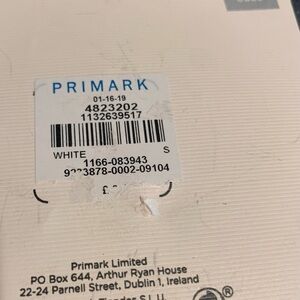 PRIMARK
01-16-19
4823202
1132639517
WHITE S
1166-083943
9233878-0002-09104
Primark Limited
PO Box 644, Arthur Ryan House
22-24 Parnell Street, Dublin 1, Ireland